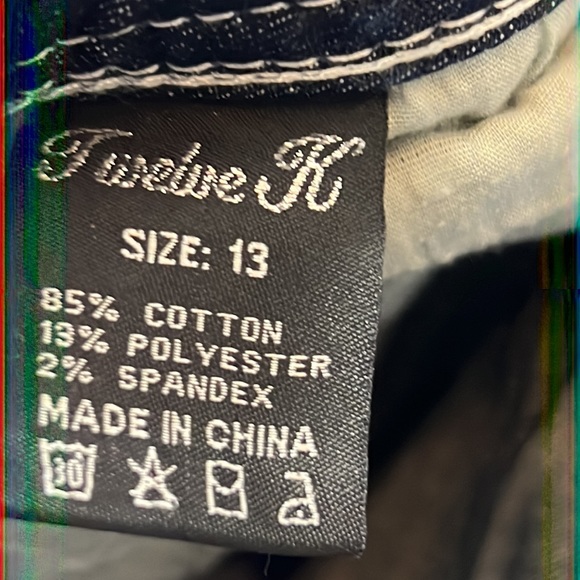 Twelve K
SIZE: 13
85% COTTON
13% POLYESTER
2% SPANDEX
MADE IN CHINA
30